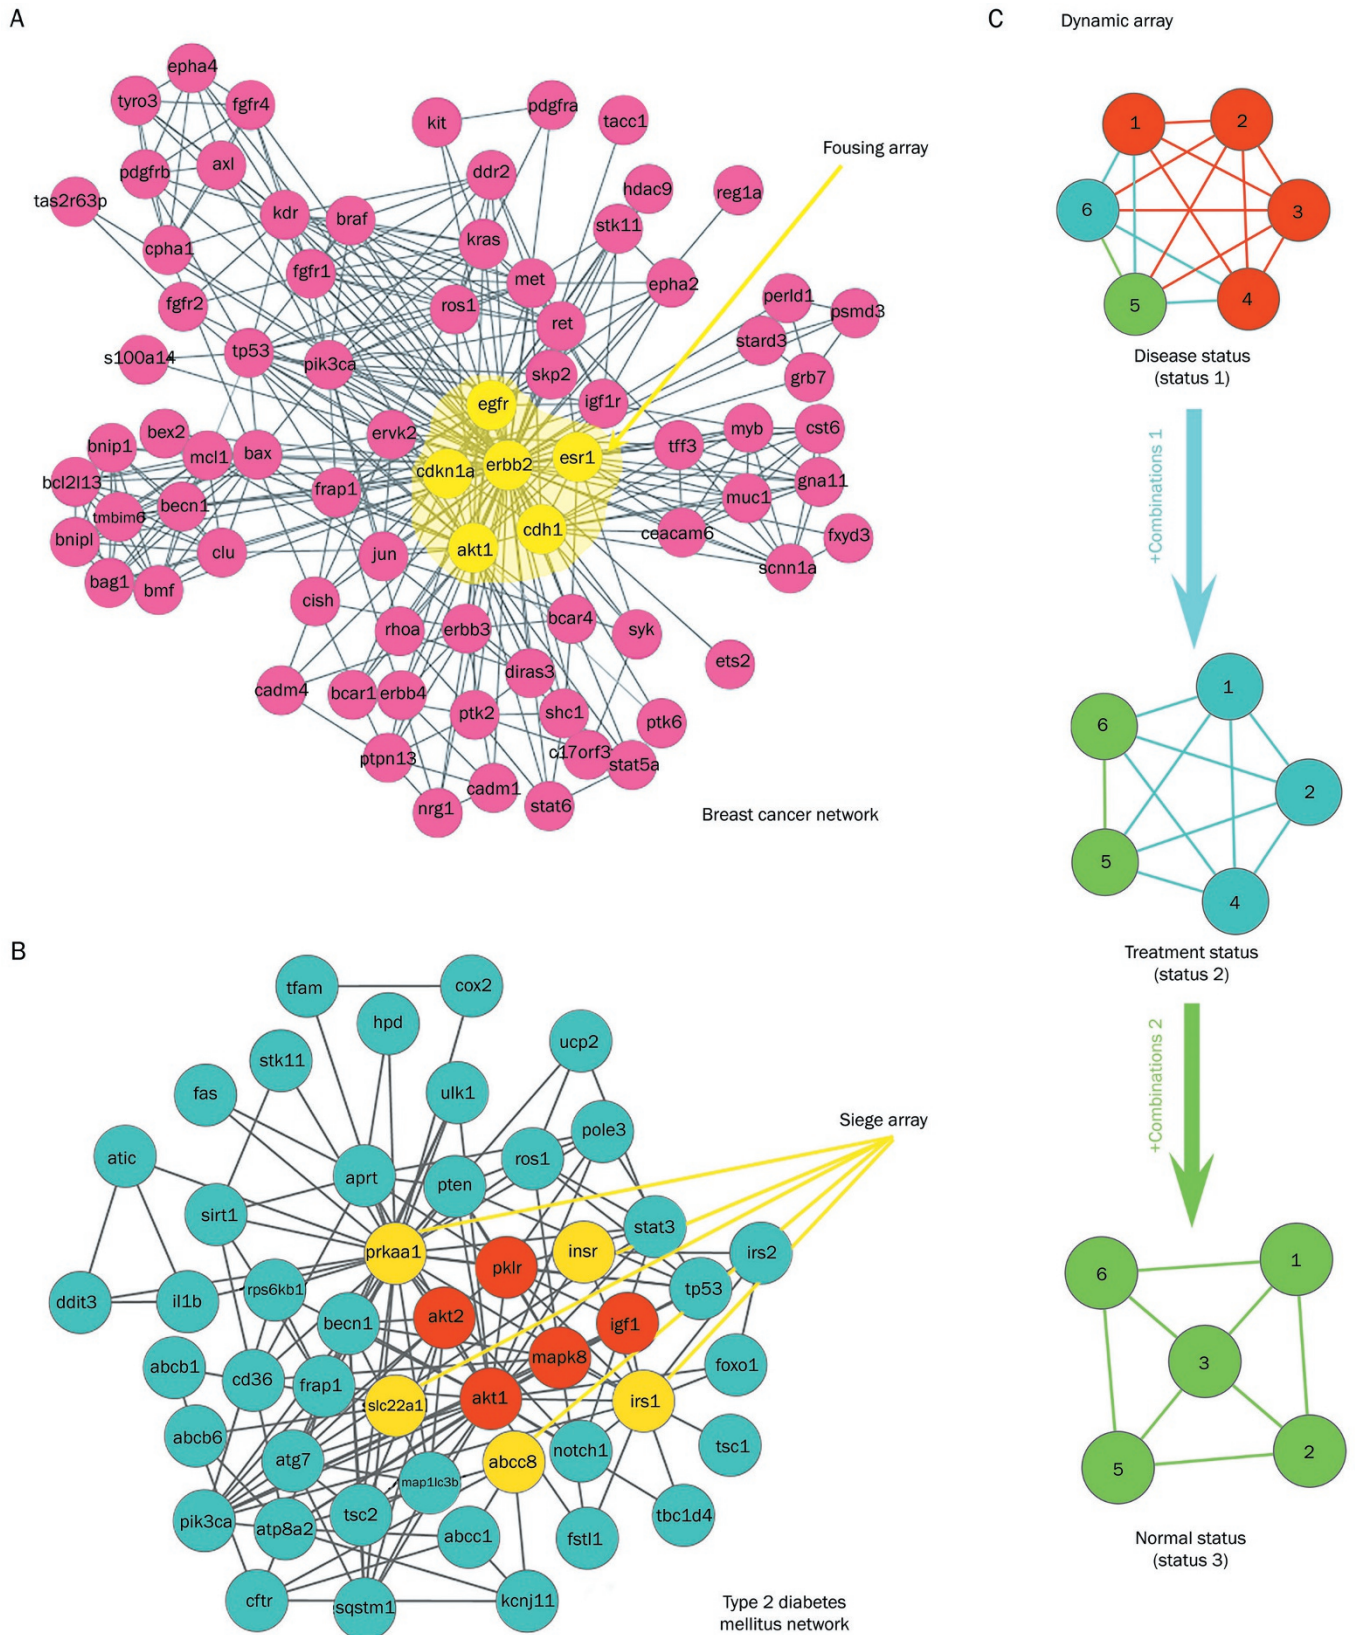 A
epha4
tyro3
fgfr4
kit
pdgfra
tacc1
pdgfrb
axl
ddr2
hdac9
reg1a
tas2r63p
kdr
braf
stk11
cpha1
kras
fgfr1
met
epha2
fgfr2
ros1
perld1
psmd3
ret
stard3
s100a14
tp53
pik3ca
skp2
grb7
egfr
igf1r
bex2
ervk2
myb
cst6
bnip1
mcl1
bax
tff3
cdkn1a
erbb2
esr1
bcl2l13
frap1
muc1
gna11
becn1
tmbim6
cdh1
ceacam6
fxyd3
bnipl
clu
jun
akt1
scnn1a
bag1
bmf
cish
rhoa
erbb3
bcar4
syk
ets2
diras3
cadm4
bcar1
erbb4
ptk2
shc1
ptk6
ptpn13
c17orf3
stat5a
cadm1
nrg1
stat6
Fousing array
Breast cancer network
B
tfam
cox2
hpd
ucp2
stk11
fas
ulk1
pole3
atic
aprt
pten
ros1
sirt1
stat3
prkaa1
insr
irs2
pklr
ddit3
il1b
rps6kb1
tp53
becn1
akt2
igf1
mapk8
abcb1
cd36
frap1
foxo1
slc22a1
akt1
irs1
abcb6
notch1
tsc1
atg7
abcc8
map1lc3b
pik3ca
atp8a2
tsc2
abcc1
fstl1
tbc1d4
cftr
sqstm1
kcnj11
Siege array
Type 2 diabetes
mellitus network
C
Dynamic array
1
2
6
3
5
4
Disease status
(status 1)
+Combinations 1
1
6
2
5
4
Treatment status
(status 2)
+Combinations 2
6
1
3
5
2
Normal status
(status 3)